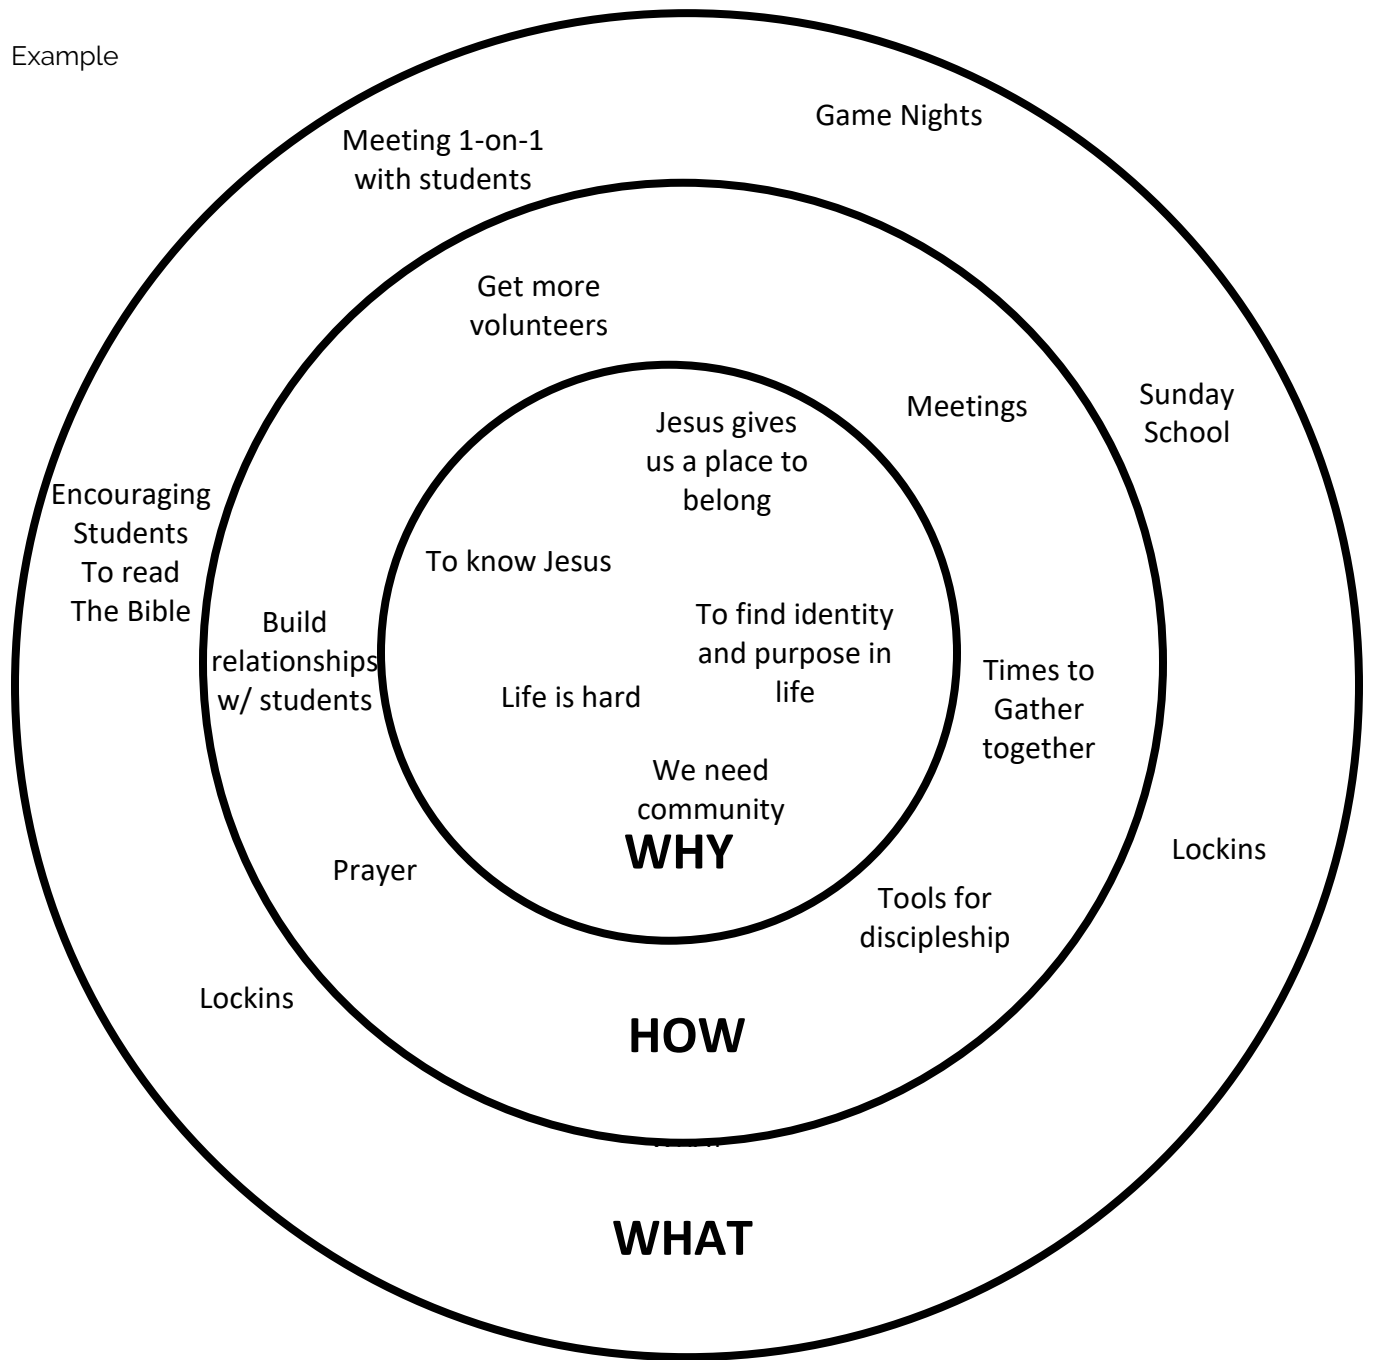 Example
Game Nights
Meeting 1-on-1
with students
Get more
volunteers
Meetings
Sunday
School
Jesus gives
us a place to
belong
Encouraging
Students
To read
The Bible
To know Jesus
To find identity
and purpose in
life
Build
relationships
w/ students
Life is hard
Times to
Gather
together
We need
community
WHY
Prayer
Lockins
Tools for
discipleship
Lockins
HOW
WHAT